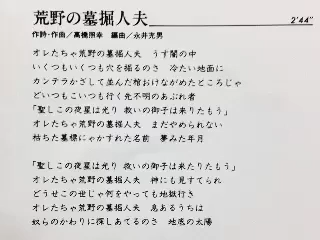 荒野の墓掘人夫 2'44"
作詩・作曲／高橋照幸 編曲／永井充男
オレたちゃ荒野の墓掘人夫 うす闇の中
いくつもいくつも穴を掘るのさ 冷たい地面に
カンテラかざして並んだ棺おけながめたところじゃ
どいつもこいつも行く先不明のあぶれ者
「聖しこの夜星は光り 救いの御子は来りたもう」
オレたちゃ荒野の墓掘人夫 まだやめられない
枯ちた墓標にゃかすれた名前 夢みた年月
「聖しこの夜星は光り 救いの御子は来たりたもう」
オレたちゃ荒野の墓掘人夫 神にも見すてられ
どうせこの世じゃ何をやっても地獄行き
オレたちゃ荒野の墓掘人夫 息あるうちは
奴らのかわりに探しあてるのさ 地底の太陽